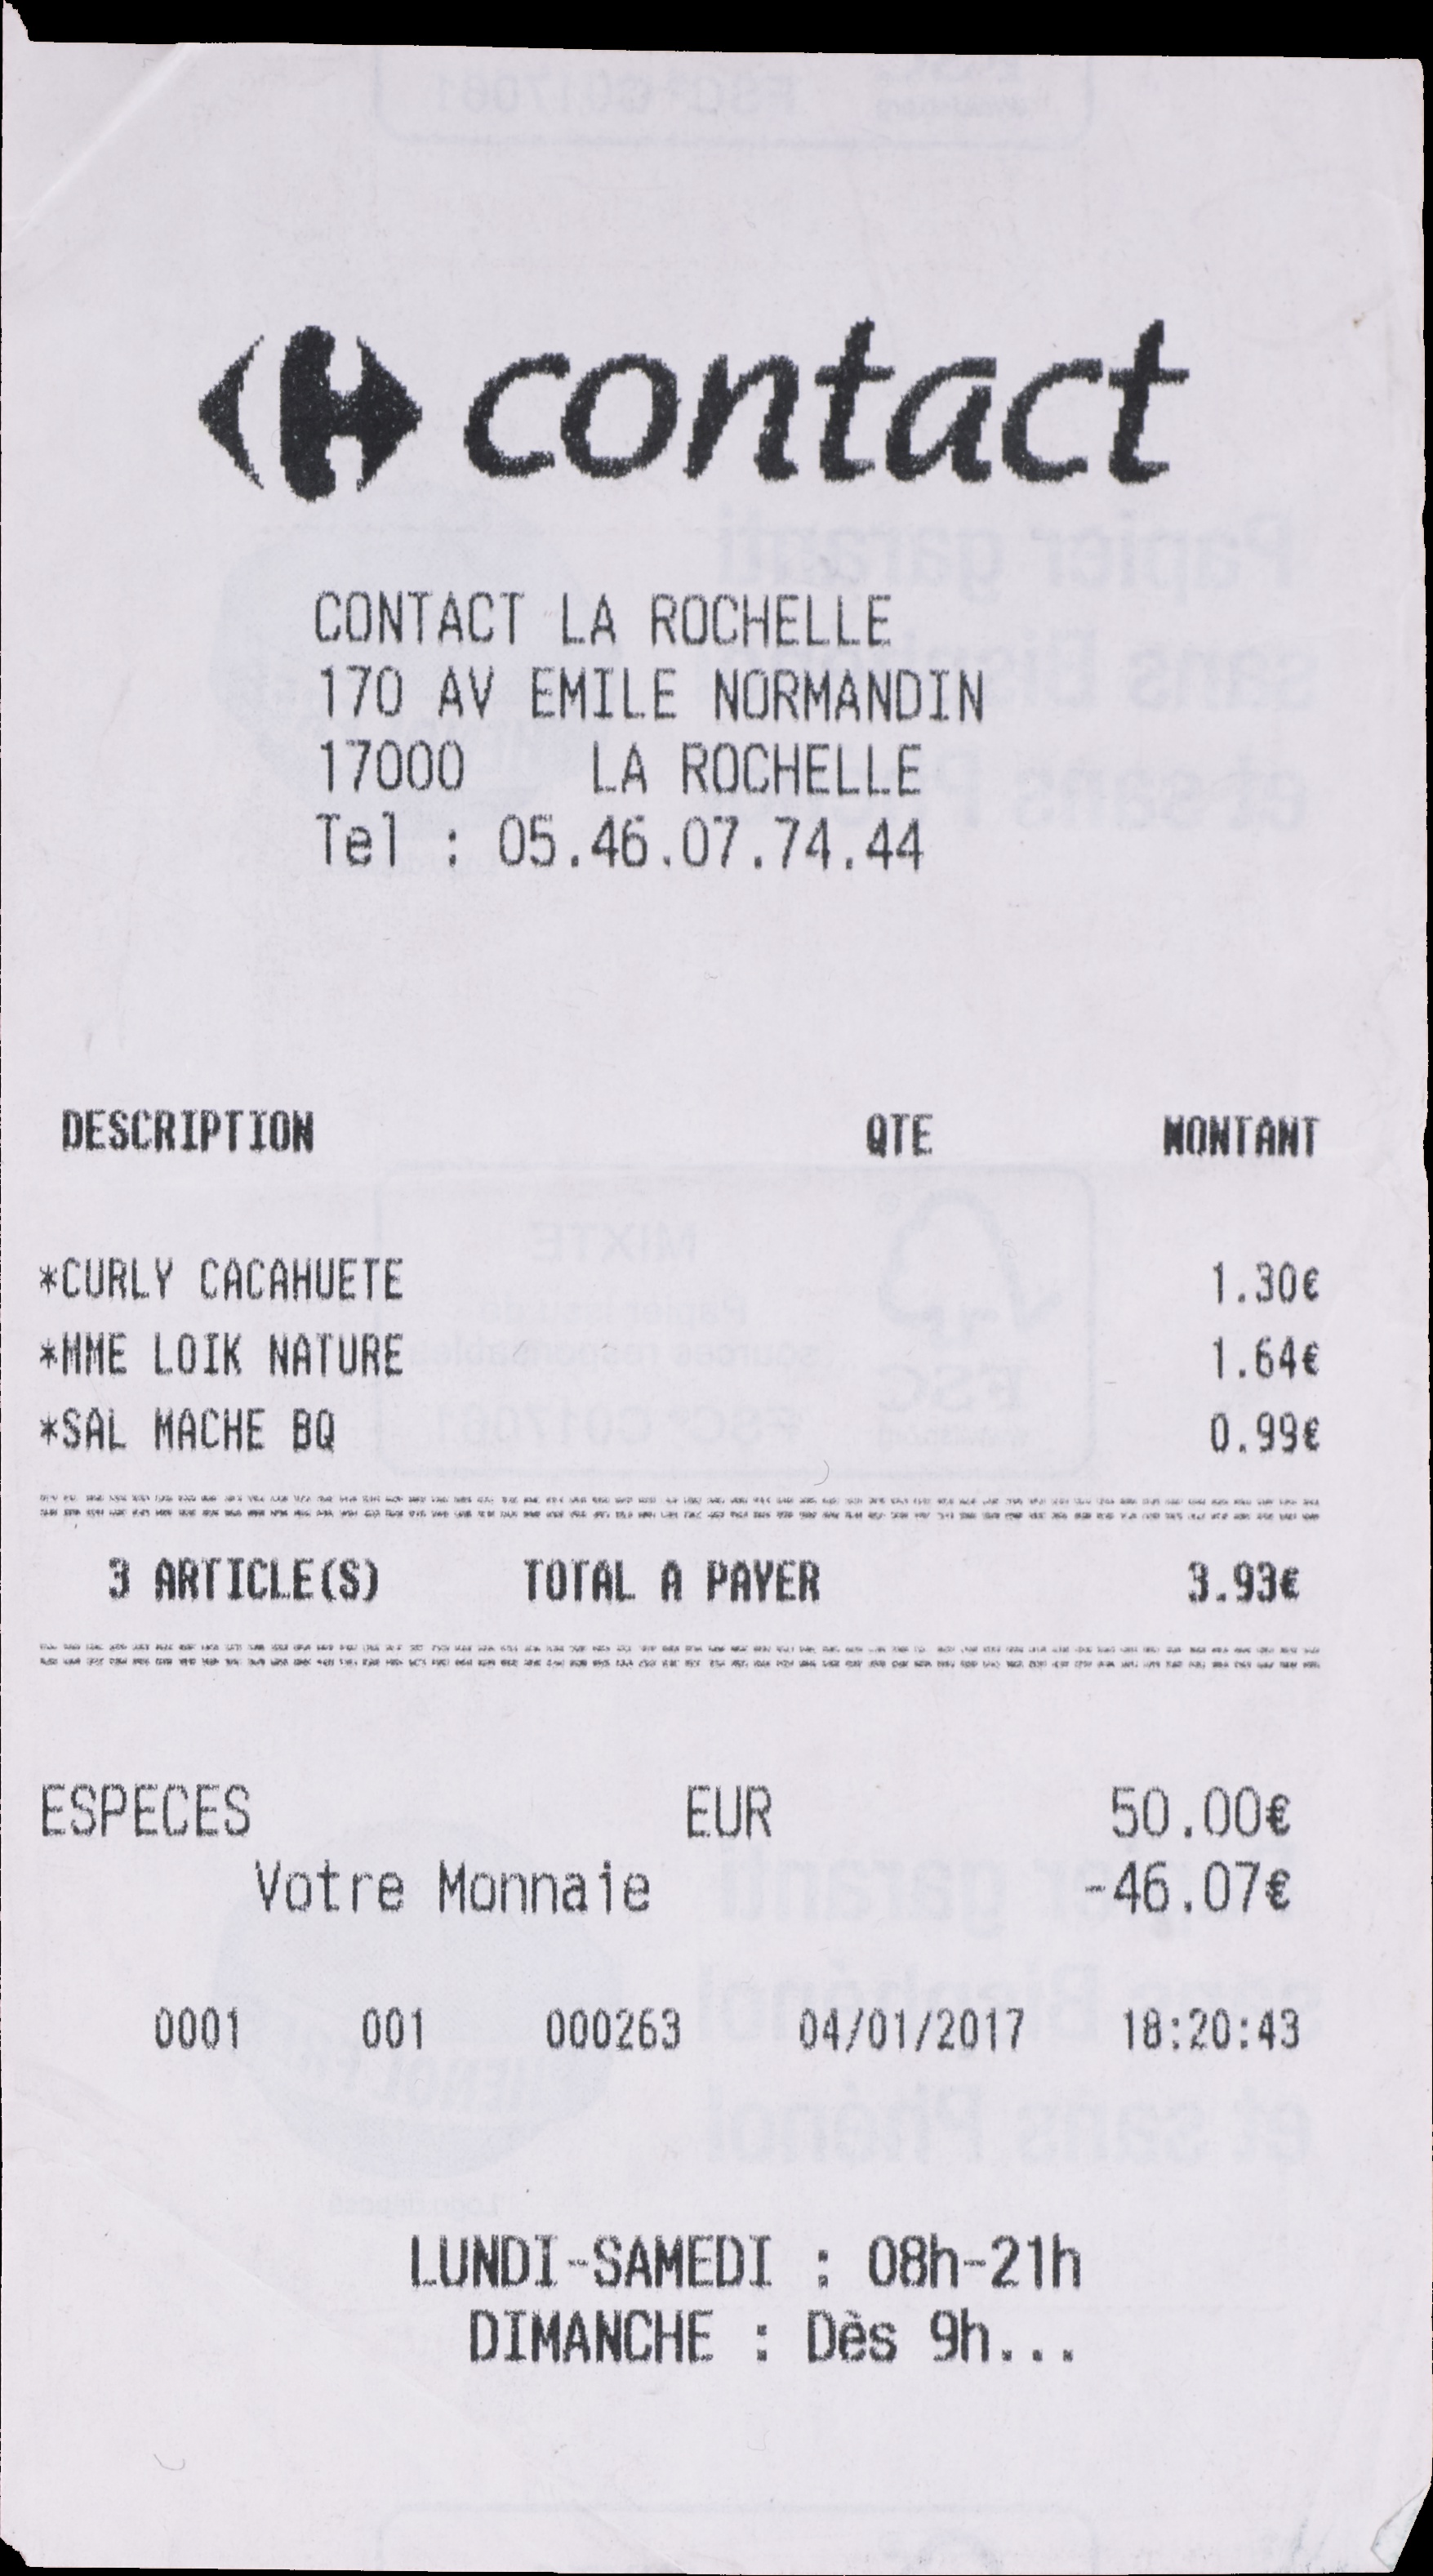 contact
CONTACT LA ROCHELLE
170 AV EMILE NORMANDIN
17000 LA ROCHELLE
Tel : 05.46.07.74.44
DESCRIPTION QTE MONTANT
*CURLY CACAHUETE 1.30€
*MME LOIK NATURE 1.64€
*SAL MACHE BQ 0.99€
3 ARTICLE(S) TOTAL A PAYER 3.93€
ESPECES EUR 50.00€
Votre Monnaie -46.07€
0001 001 000263 04/01/2017 18:20:43
LUNDI-SAMEDI : 08h-21h
DIMANCHE : Dès 9h...